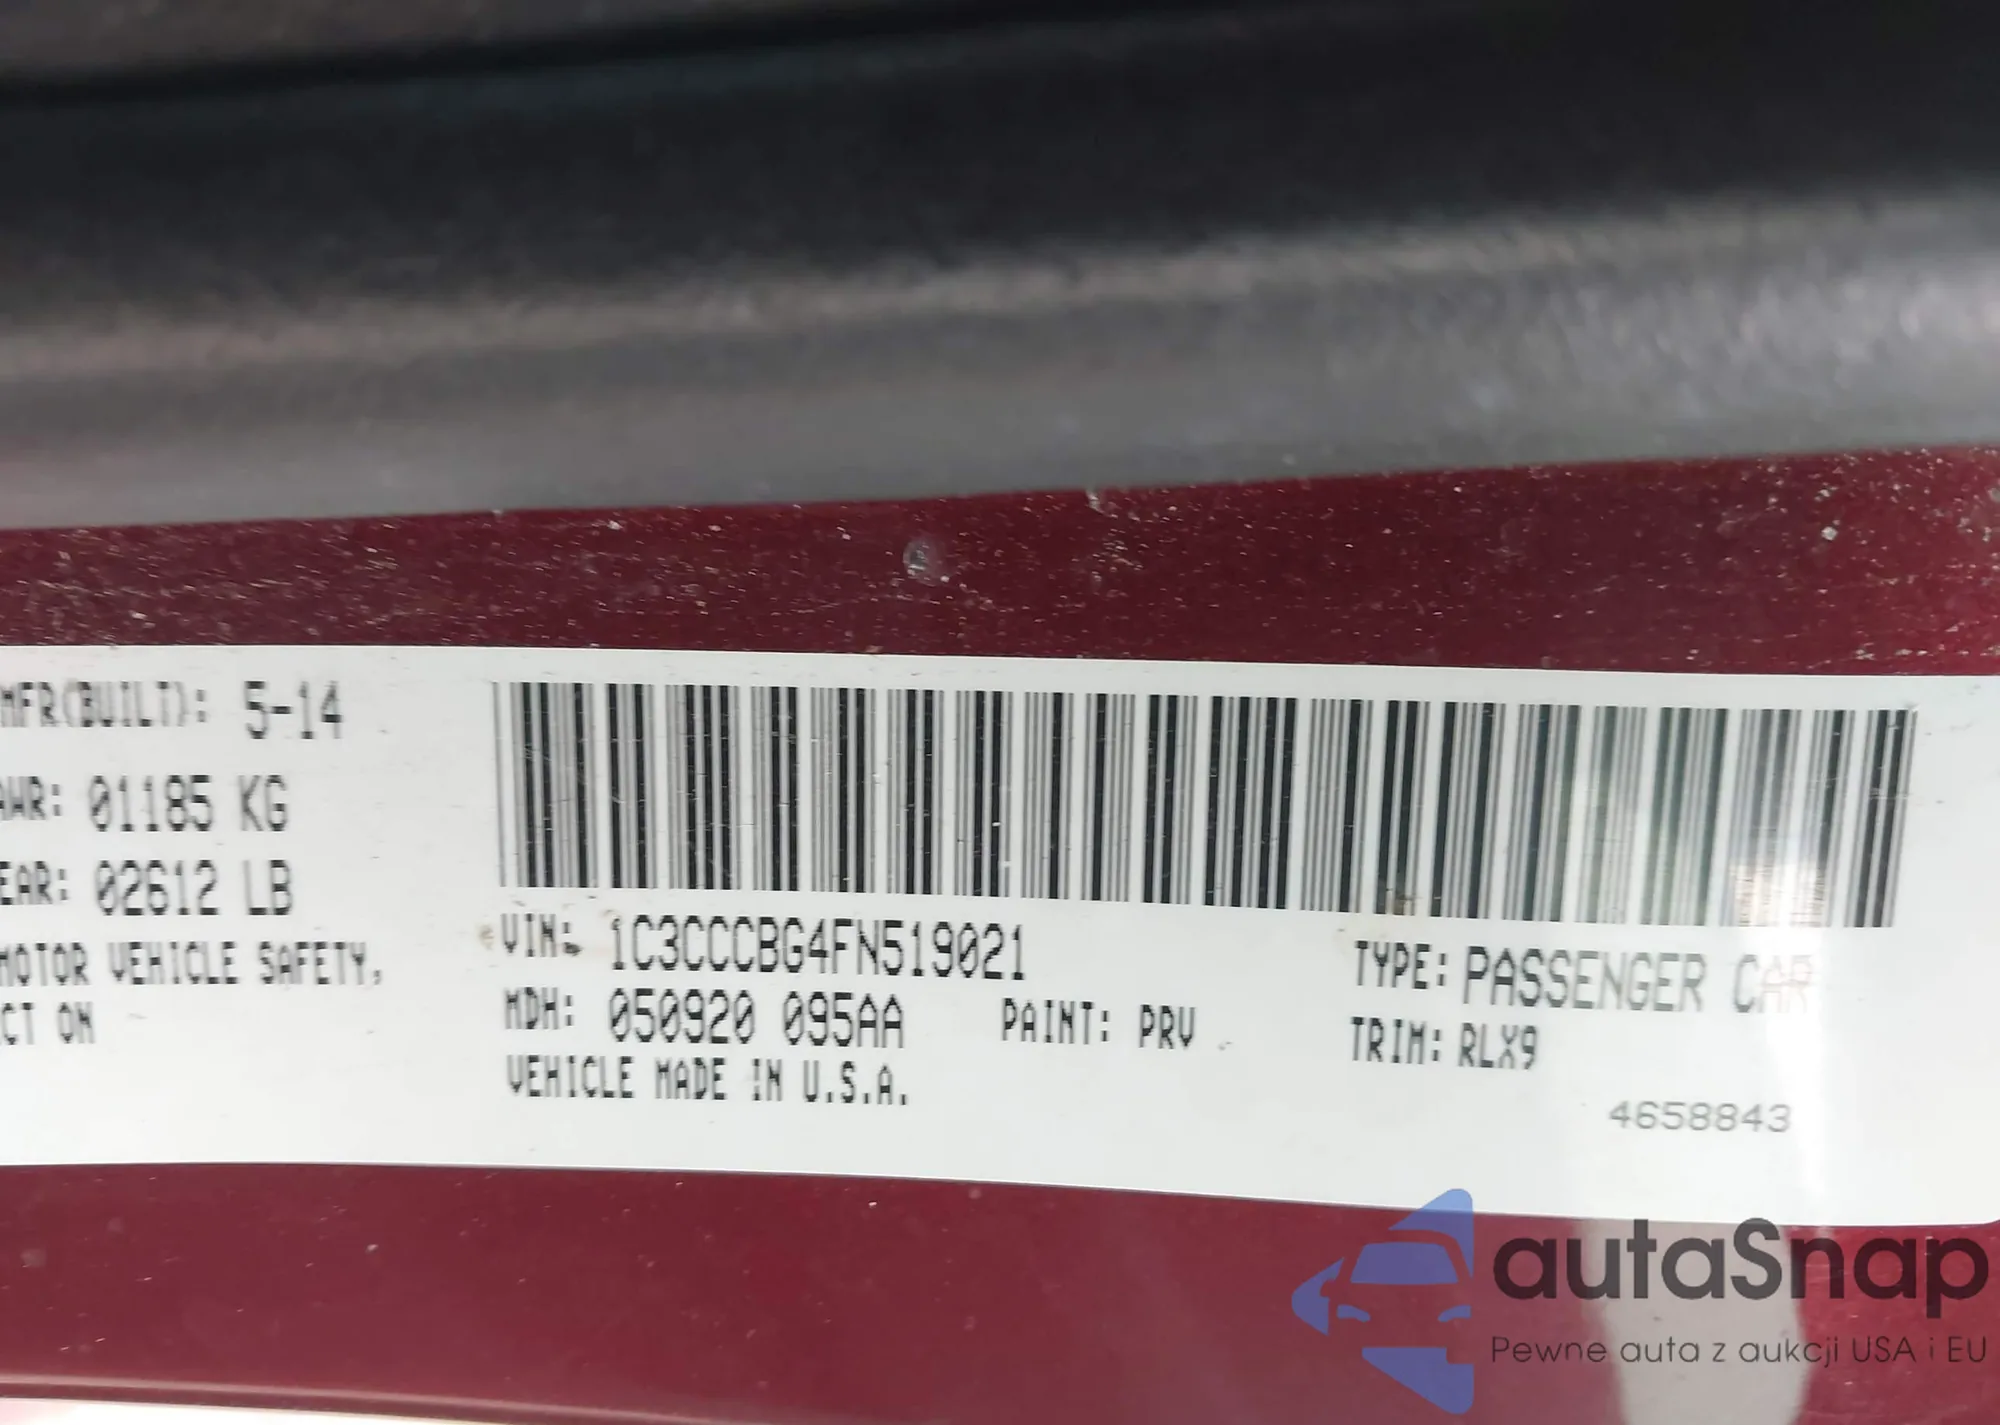 MFR(BUILT): 5-14
AWR: 01185 KG
EAR: 02612 LB
MOTOR VEHICLE SAFETY,
CT ON
VIN: 1C3CCCBG4FN519021
MDH: 050920 095AA PAINT: PRV
VEHICLE MADE IN U.S.A.
TYPE: PASSENGER CAR
TRIM: RLX9
4658843
autaSnap
Pewne auta z aukcji USA i EU